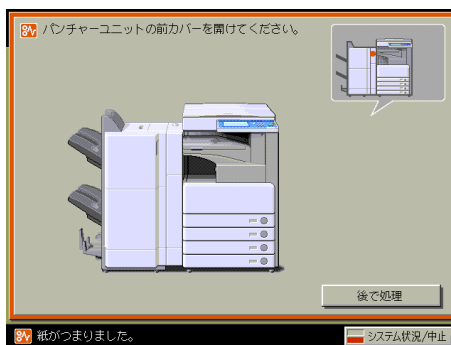 パンチャーユニットの前カバーを開けてください。
後で処理
紙がつまりました。
システム状況/中止